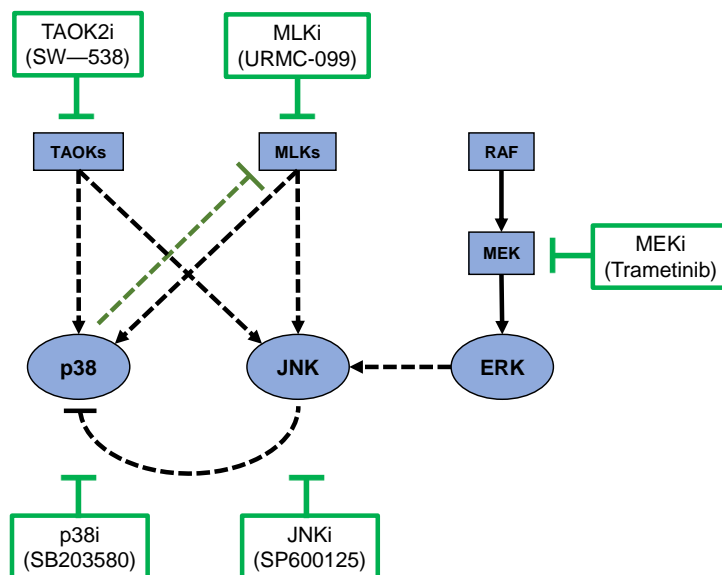 TAOK2i
(SW—538)
MLKi
(URMC-099)
TAOKs
MLKs
RAF
MEK
MEKi
(Trametinib)
p38
JNK
ERK
p38i
(SB203580)
JNKi
(SP600125)